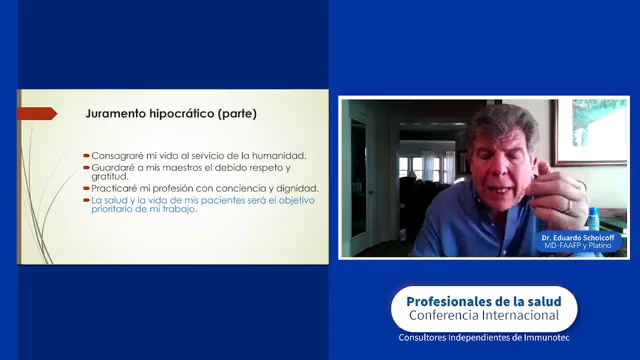 Juramento hipocrático (parte)
Consagraré mi vida al servicio de la humanidad.
Guardaré a mis maestros el debido respeto y
gratitud.
Practicaré mi profesión con conciencia y dignidad.
La salud y la vida de mis pacientes será el objetivo
prioritario de mi trabajo.
Dr. Eduardo Scholcoff
MD-FAAFP y Platino
Profesionales de la salud
Conferencia Internacional
Consultores Independientes de Immunotec